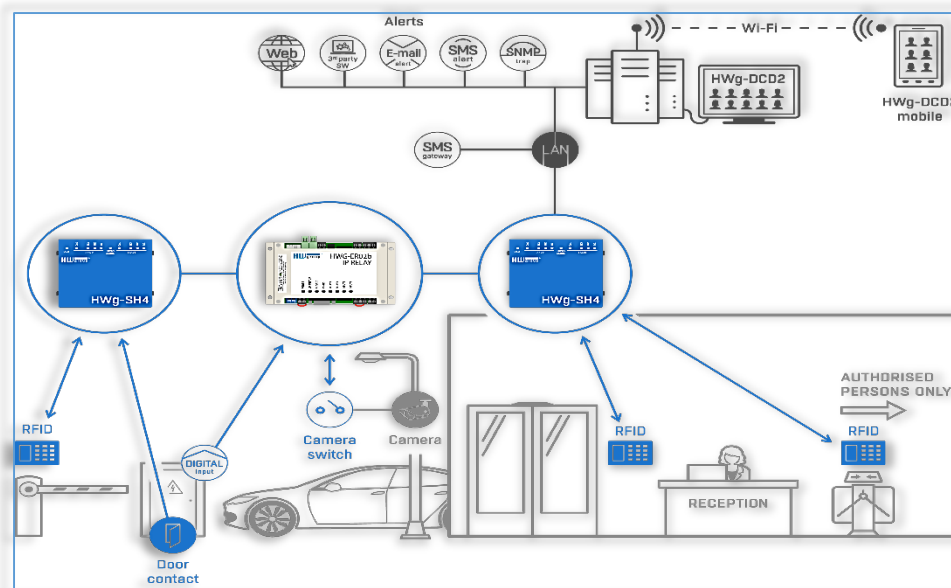 Alerts
Web
3rd party
SW
E-mail
alert
SMS
alert
SNMP
trap
Wi-Fi
HWg-DCD2
HWg-DCD2
mobile
SMS
gateway
LAN
HWg-SH4
HWG-ER02b
IP RELAY
HWg-SH4
AUTHORISED
PERSONS ONLY
RFID
DIGITAL
input
Camera
switch
Camera
RFID
RFID
RECEPTION
Door
contact